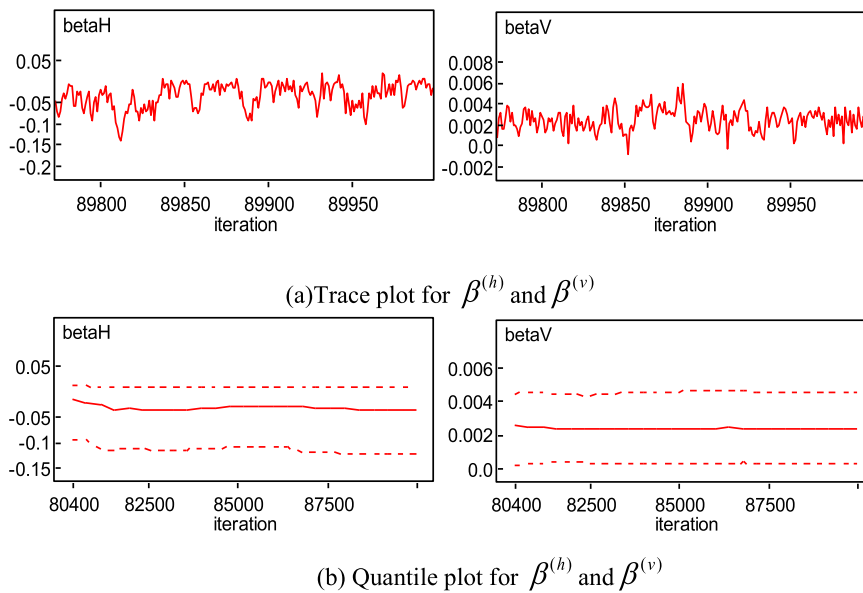 betaH
0.05
-0.05
-0.1
-0.15
-0.2
89800 89850 89900 89950
iteration
betaV
0.008
0.006
0.004
0.002
0.0
-0.002
89800 89850 89900 89950
iteration
(a)Trace plot for β(h) and β(v)
betaH
0.05
-0.05
-0.1
-0.15
80400 82500 85000 87500
iteration
betaV
0.006
0.004
0.002
0.0
80400 82500 85000 87500
iteration
(b) Quantile plot for β(h) and β(v)